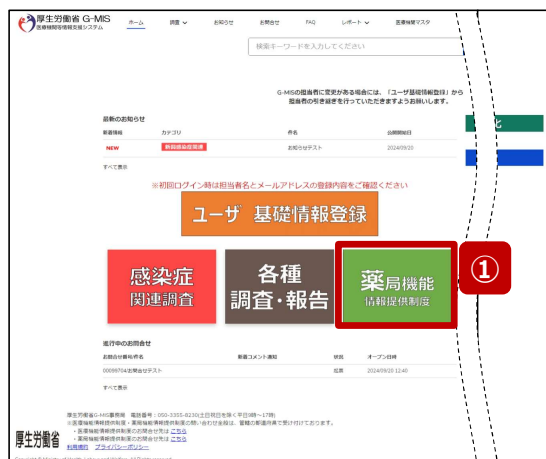 厚生労働省 G-MIS
医療機関等情報支援システム
ホーム 調査 お知らせ お問合せ FAQ レポート 医療機関マスタ
検索キーワードを入力してください
G-MISの担当者に変更がある場合には、「ユーザ基礎情報登録」から
担当者の引き継ぎを行っていただきますようお願いします。
最新のお知らせ
新着情報 カテゴリ 件名 公開開始日
NEW 新興感染症関連 お知らせテスト 2024/09/20
すべて表示
※初回ログイン時は担当者名とメールアドレスの登録内容をご確認ください
ユーザ 基礎情報登録
感染症
関連調査
各種
調査・報告
薬局機能
情報提供制度
①
進行中のお問合せ
お問合せ番号/件名 新着コメント通知 状況 オープン日時
00099704/お問合せテスト 起票 2024/09/20 12:40
すべて表示
厚生労働省G-MIS事務局 電話番号：050-3355-8230(土日祝日を除く平日9時～17時)
※医療機能情報提供制度・薬局機能情報提供制度の問い合わせ窓口は、管轄の都道府県で受け付けております。
・医療機能情報提供制度のお問合せ先は こちら
・薬局機能情報提供制度のお問合せ先は こちら
厚生労働省
利用規約 プライバシーポリシー